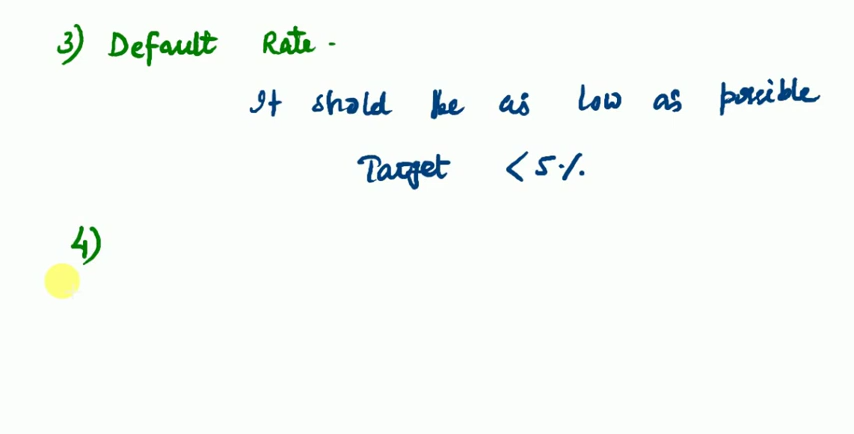 3) Default Rate -
It shold be as low as possible
Target < 5%
4)